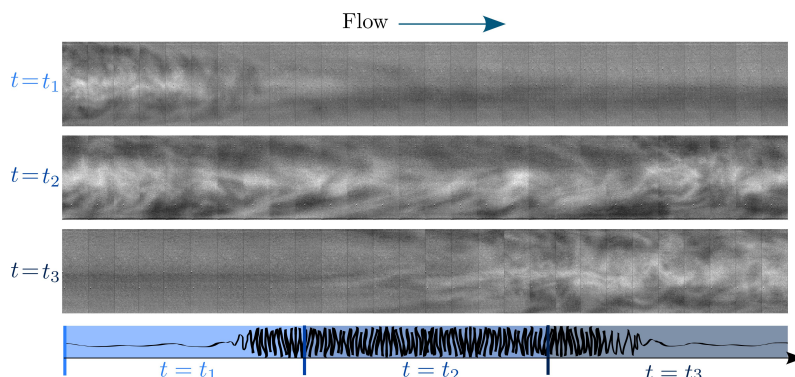 Flow
t=t₁
t=t₂
t=t₃
t = t₁
t = t₂
t = t₃